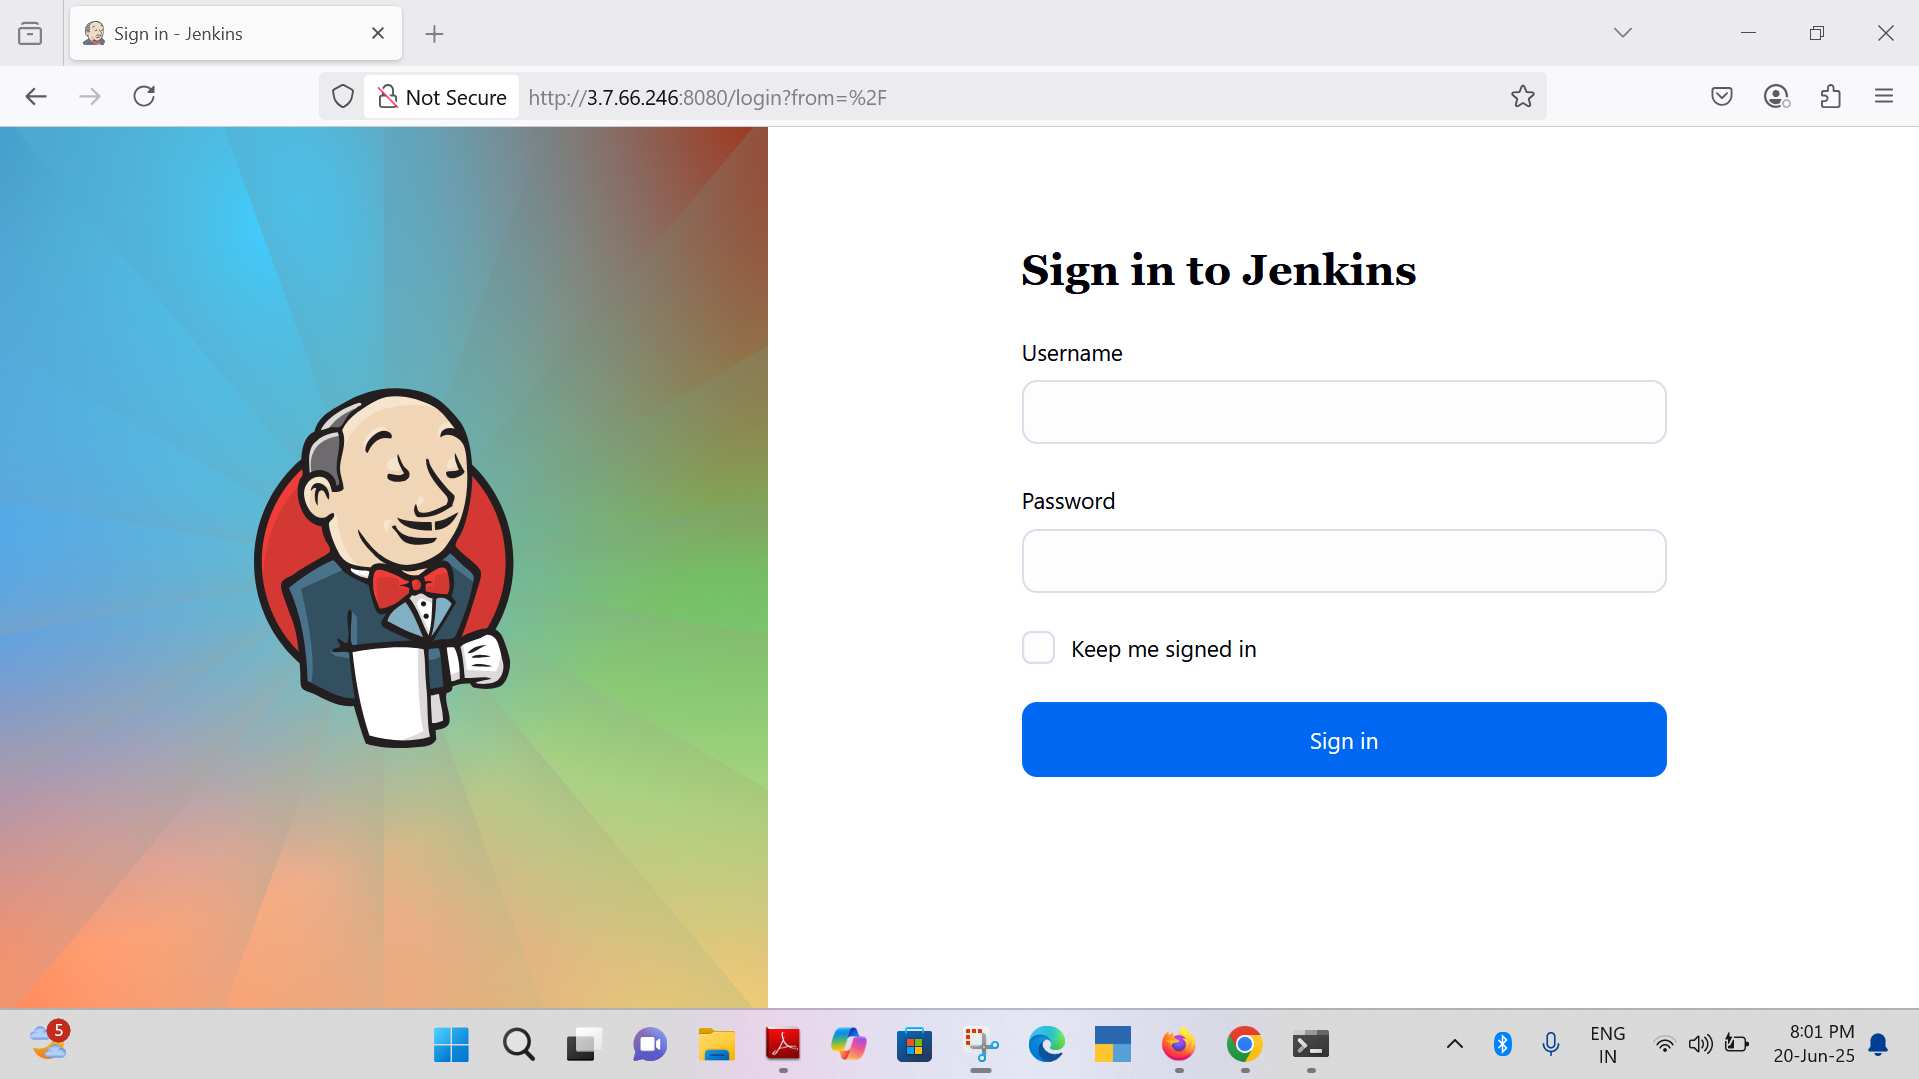 Sign in - Jenkins
Not Secure
http://3.7.66.246:8080/login?from=%2F
Sign in to Jenkins
Username
Password
Keep me signed in
Sign in
5
ENG
IN
8:01 PM
20-Jun-25